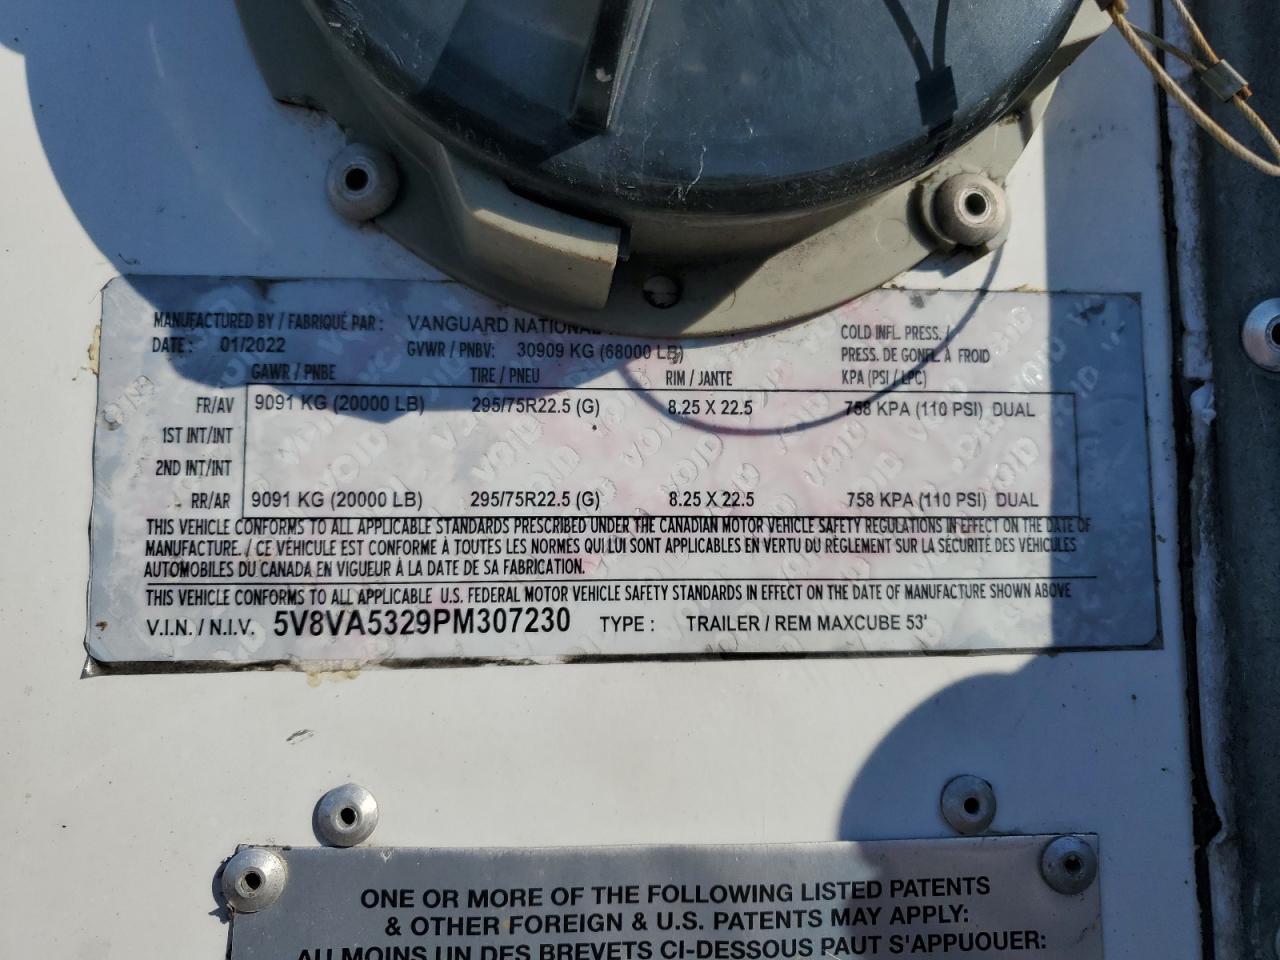 MANUFACTURED BY / FABRIQUÉ PAR : VANGUARD NATIONAL
COLD INFL. PRESS. /
DATE : 01/2022 GVWR / PNBV: 30909 KG (68000 LB)
PRESS. DE GONFL. À FROID
GAWR / PNBE TIRE / PNEU RIM / JANTE KPA (PSI / LPC)
FR/AV 9091 KG (20000 LB) 295/75R22.5 (G) 8.25 X 22.5 758 KPA (110 PSI) DUAL
1ST INT/INT
2ND INT/INT
RR/AR 9091 KG (20000 LB) 295/75R22.5 (G) 8.25 X 22.5 758 KPA (110 PSI) DUAL
THIS VEHICLE CONFORMS TO ALL APPLICABLE STANDARDS PRESCRIBED UNDER THE CANADIAN MOTOR VEHICLE SAFETY REGULATIONS IN EFFECT ON THE DATE OF
MANUFACTURE. / CE VÉHICULE EST CONFORME À TOUTES LES NORMES QUI LUI SONT APPLICABLES EN VERTU DU RÈGLEMENT SUR LA SÉCURITÉ DES VÉHICULES
AUTOMOBILES DU CANADA EN VIGUEUR À LA DATE DE SA FABRICATION.
THIS VEHICLE CONFORMS TO ALL APPLICABLE U.S. FEDERAL MOTOR VEHICLE SAFETY STANDARDS IN EFFECT ON THE DATE OF MANUFACTURE SHOWN ABOVE
V.I.N. / N.I.V. 5V8VA5329PM307230 TYPE : TRAILER / REM MAXCUBE 53'
ONE OR MORE OF THE FOLLOWING LISTED PATENTS
& OTHER FOREIGN & U.S. PATENTS MAY APPLY:
AU MOINS UN DES BREVETS CI-DESSOUS PAUT S'APPUOUER: